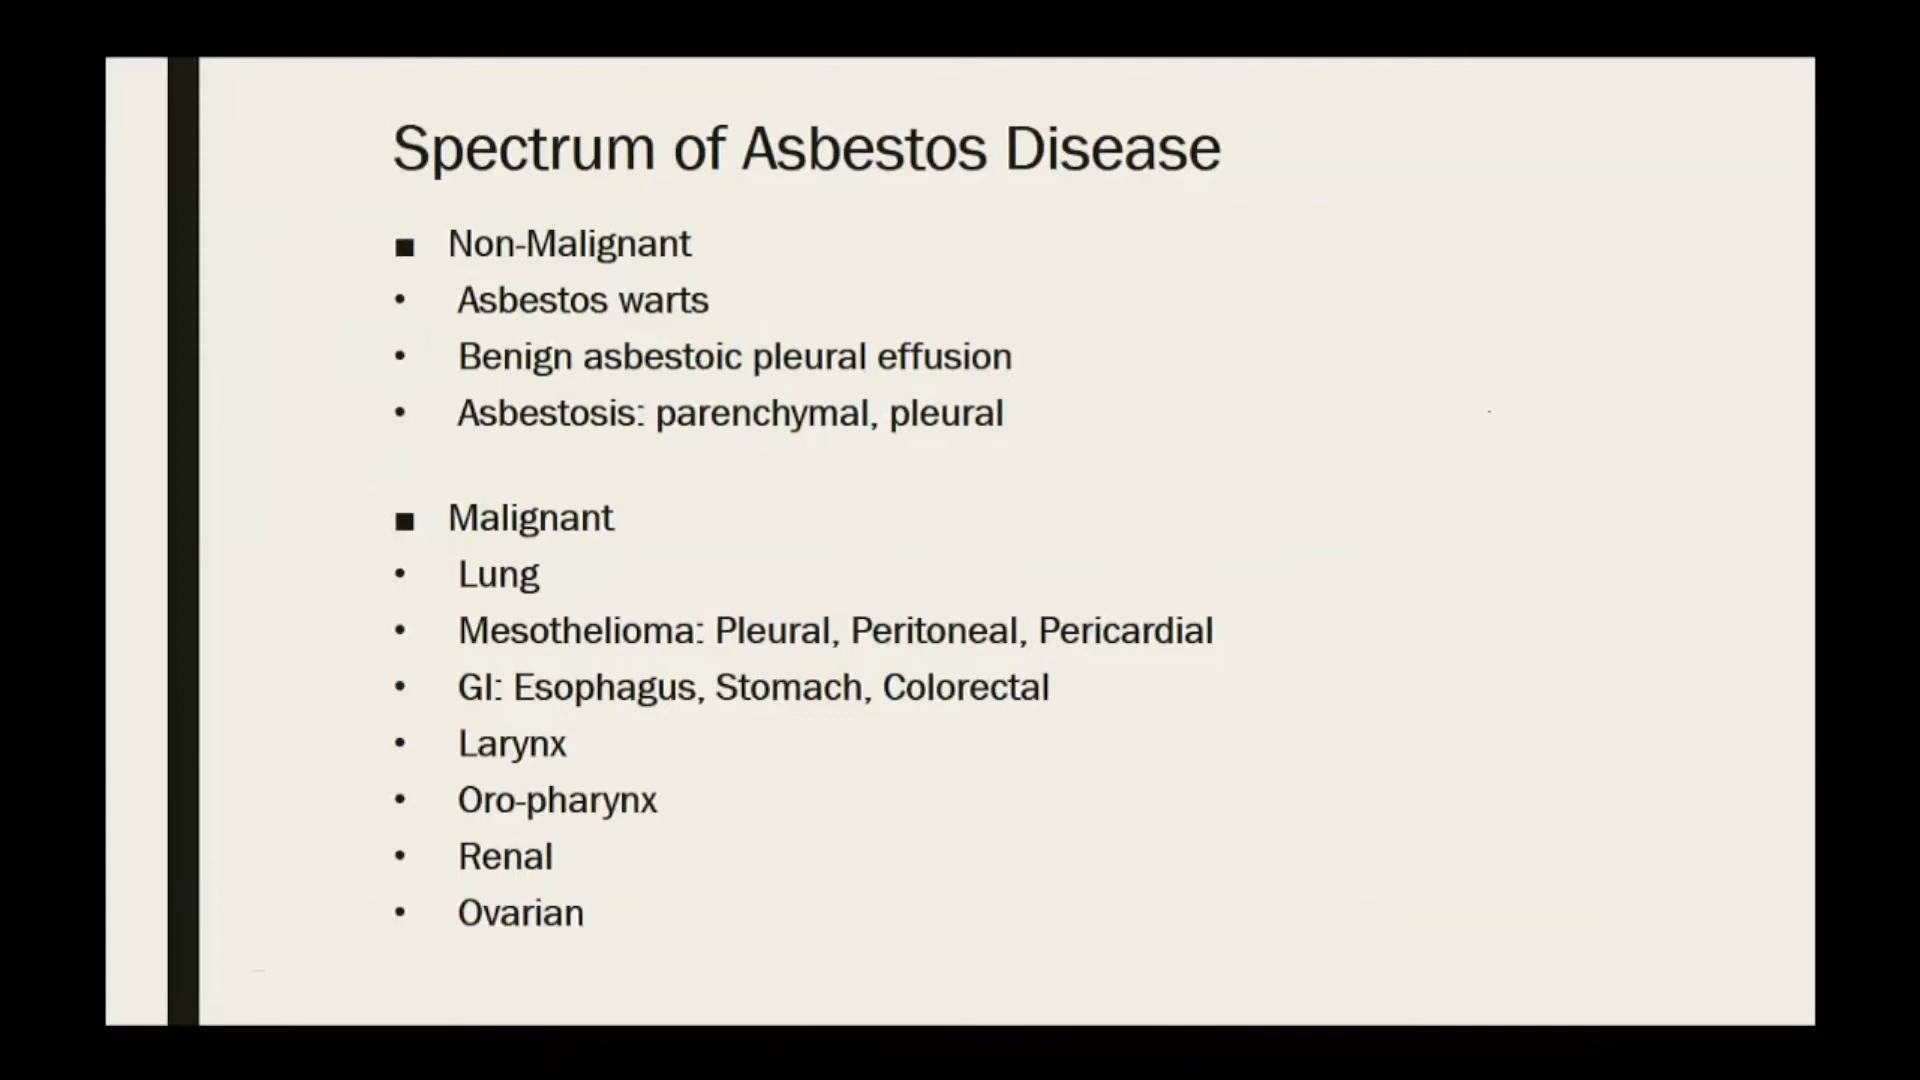 Spectrum of Asbestos Disease
■ Non-Malignant
• Asbestos warts
• Benign asbestoic pleural effusion
• Asbestosis: parenchymal, pleural
■ Malignant
• Lung
• Mesothelioma: Pleural, Peritoneal, Pericardial
• GI: Esophagus, Stomach, Colorectal
• Larynx
• Oro-pharynx
• Renal
• Ovarian